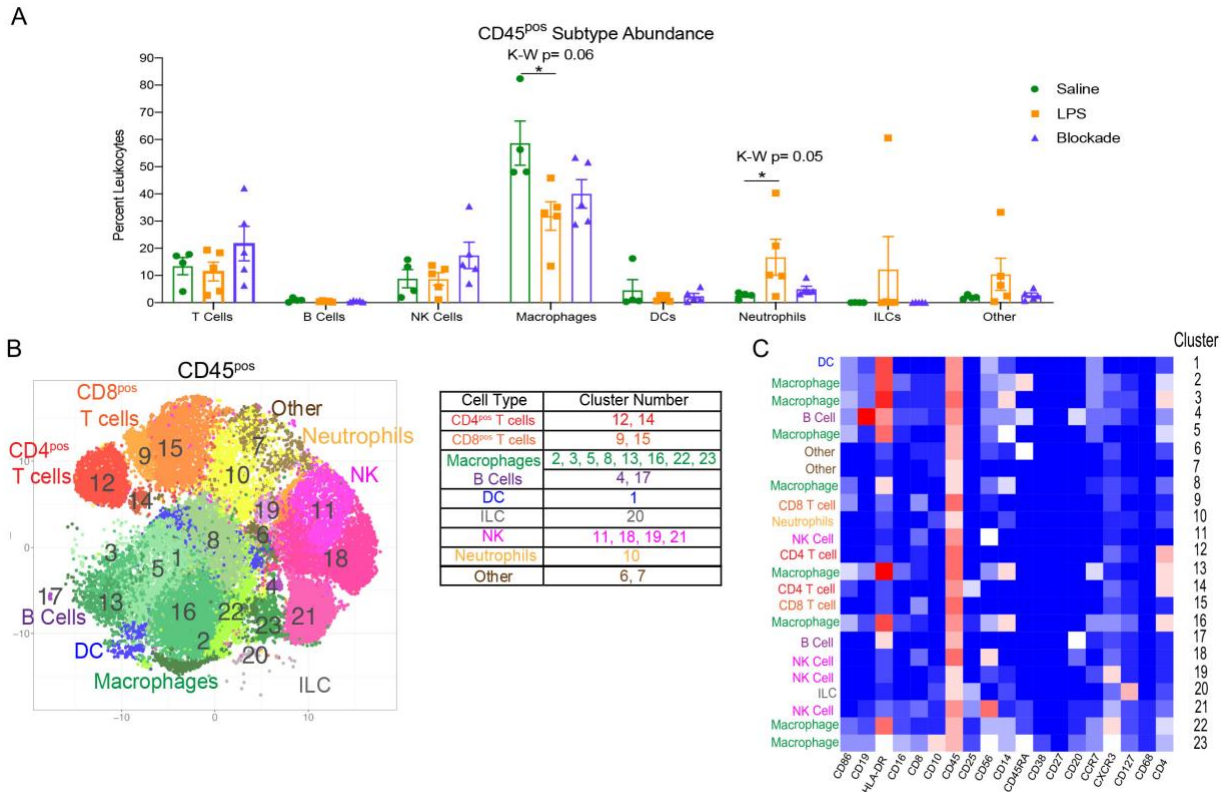 A
CD45pos Subtype Abundance
K-W p= 0.06
*
K-W p= 0.05
*
Saline
LPS
Blockade
Percent Leukocytes
90
80
70
60
50
40
30
20
10
0
T Cells B Cells NK Cells Macrophages DCs Neutrophils ILCs Other
B
CD45pos
CD8pos
T cells
Other
Neutrophils
CD4pos
T cells
NK
15
7
9
10
12
14
19
11
6
8
3
1
18
5
4
17
B Cells
13
16
22
23
21
2
20
DC
Macrophages
ILC
10
0
−10
−10 0 10
Cell Type Cluster Number
CD4pos T cells 12, 14
CD8pos T cells 9, 15
Macrophages 2, 3, 5, 8, 13, 16, 22, 23
B Cells 4, 17
DC 1
ILC 20
NK 11, 18, 19, 21
Neutrophils 10
Other 6, 7
C
Cluster
DC 1
Macrophage 2
Macrophage 3
B Cell 4
Macrophage 5
Other 6
Other 7
Macrophage 8
CD8 T cell 9
Neutrophils 10
NK Cell 11
CD4 T cell 12
Macrophage 13
CD4 T cell 14
CD8 T cell 15
Macrophage 16
B Cell 17
NK Cell 18
NK Cell 19
ILC 20
NK Cell 21
Macrophage 22
Macrophage 23
CD86 CD19 HLA-DR CD16 CD8 CD10 CD45 CD25 CD56 CD14 CD45RA CD38 CD27 CD20 CCR7 CXCR3 CD127 CD68 CD4